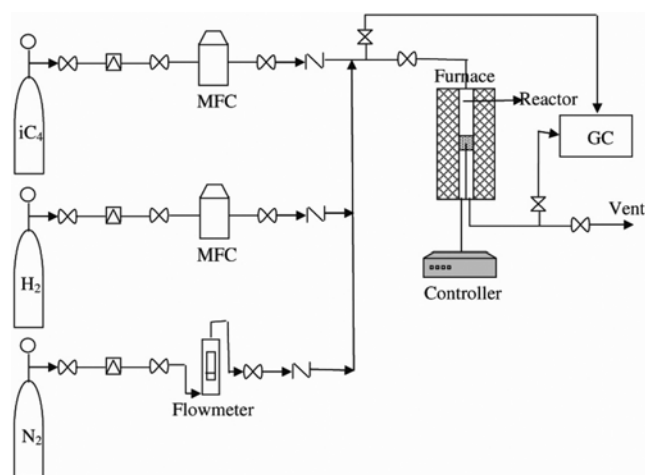 iC₄
MFC
Furnace
Reactor
GC
H₂
MFC
Vent
Controller
N₂
Flowmeter